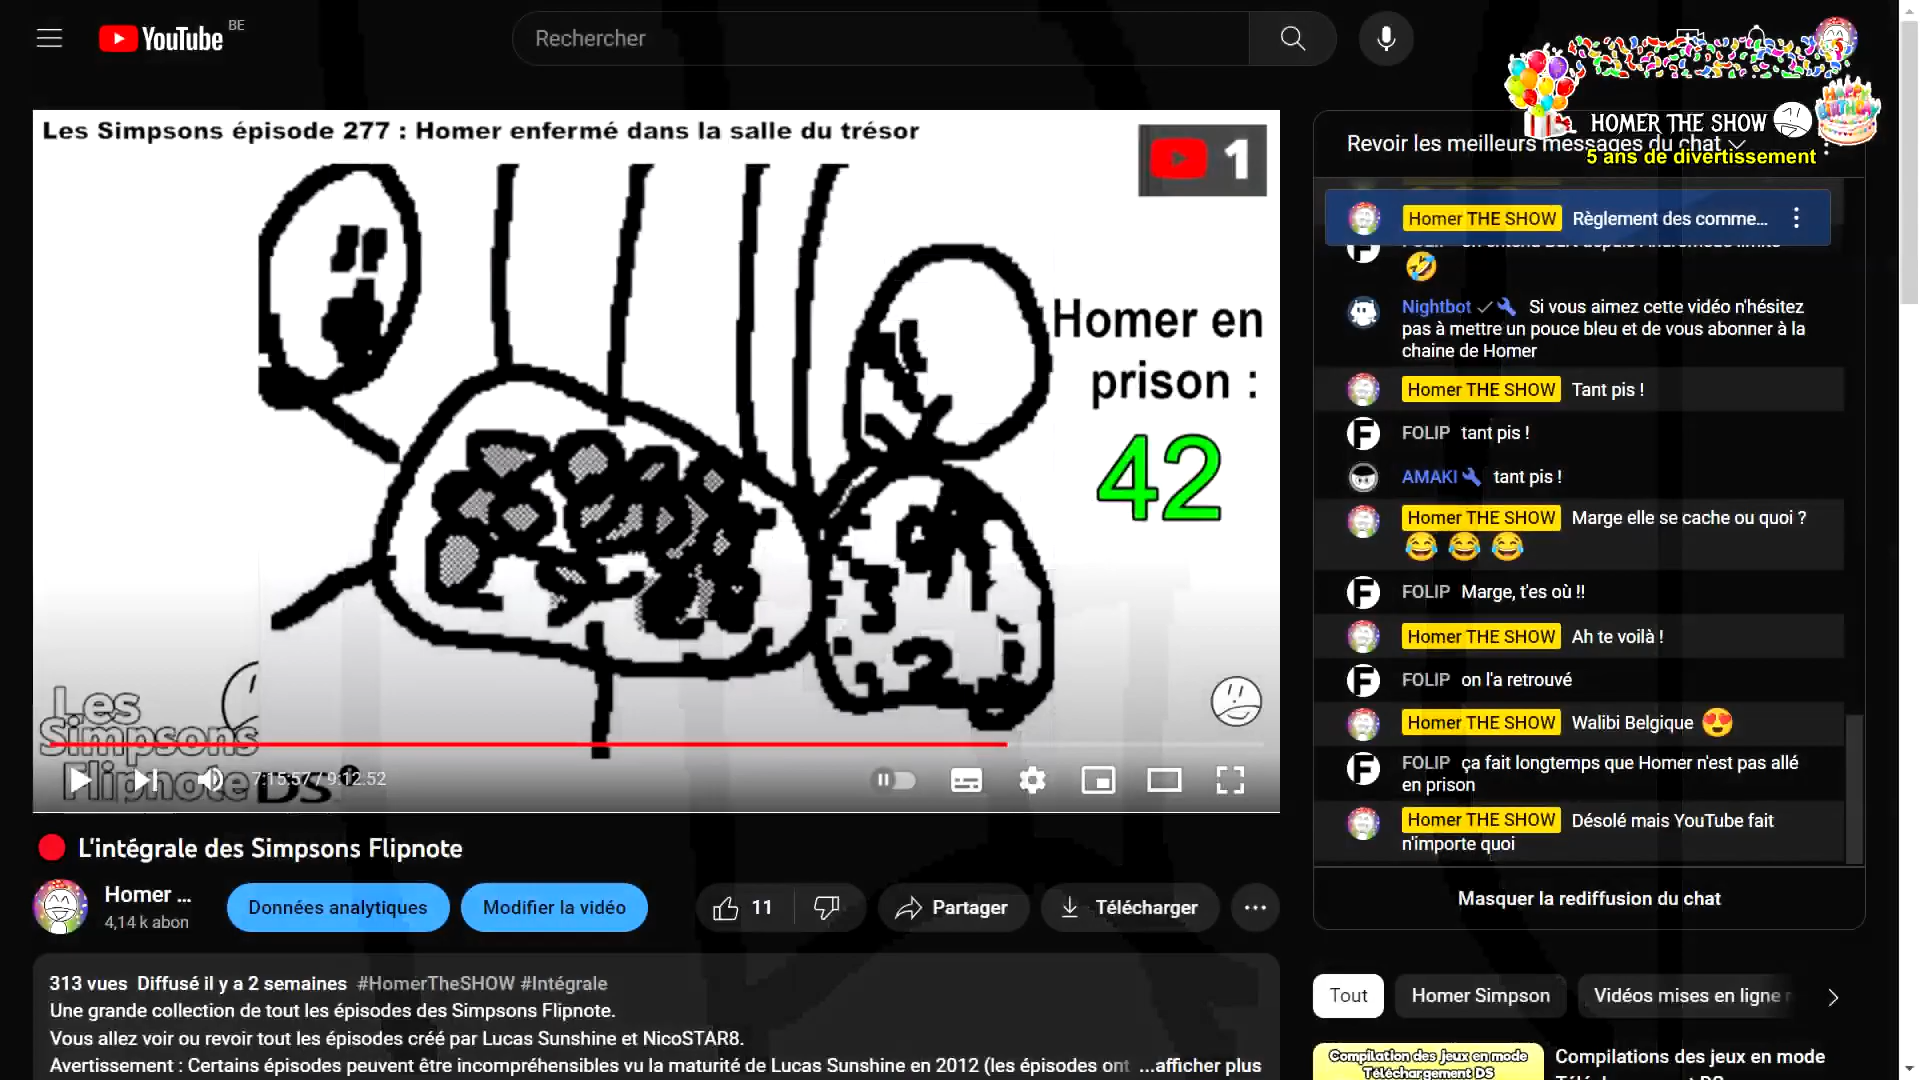 YouTube BE
Rechercher
HOMER THE SHOW
HAPPY BIRTHDAY
5 ans de divertissement
Les Simpsons épisode 277 : Homer enfermé dans la salle du trésor
1
Homer en
prison :
42
Les
Simpsons
Flipnote DS
7:15:57 / 9:12:52
L'intégrale des Simpsons Flipnote
Homer ...
4,14 k abon
Données analytiques
Modifier la vidéo
11
Partager
Télécharger
313 vues Diffusé il y a 2 semaines #HomerTheSHOW #Intégrale
Une grande collection de tout les épisodes des Simpsons Flipnote.
Vous allez voir ou revoir tout les épisodes créé par Lucas Sunshine et NicoSTAR8.
Avertissement : Certains épisodes peuvent être incompréhensibles vu la maturité de Lucas Sunshine en 2012 (les épisodes ont ...afficher plus
Revoir les meilleurs messages du chat
Homer THE SHOW Règlement des comme...
Nightbot Si vous aimez cette vidéo n'hésitez
pas à mettre un pouce bleu et de vous abonner à la
chaine de Homer
Homer THE SHOW Tant pis !
FOLIP tant pis !
AMAKI tant pis !
Homer THE SHOW Marge elle se cache ou quoi ?
😂 😂 😂
FOLIP Marge, t'es où !!
Homer THE SHOW Ah te voilà !
FOLIP on l'a retrouvé
Homer THE SHOW Walibi Belgique 😍
FOLIP ça fait longtemps que Homer n'est pas allé
en prison
Homer THE SHOW Désolé mais YouTube fait
n'importe quoi
Masquer la rediffusion du chat
Tout
Homer Simpson
Vidéos mises en ligne
Compilation des jeux en mode
Téléchargement DS
Compilations des jeux en mode